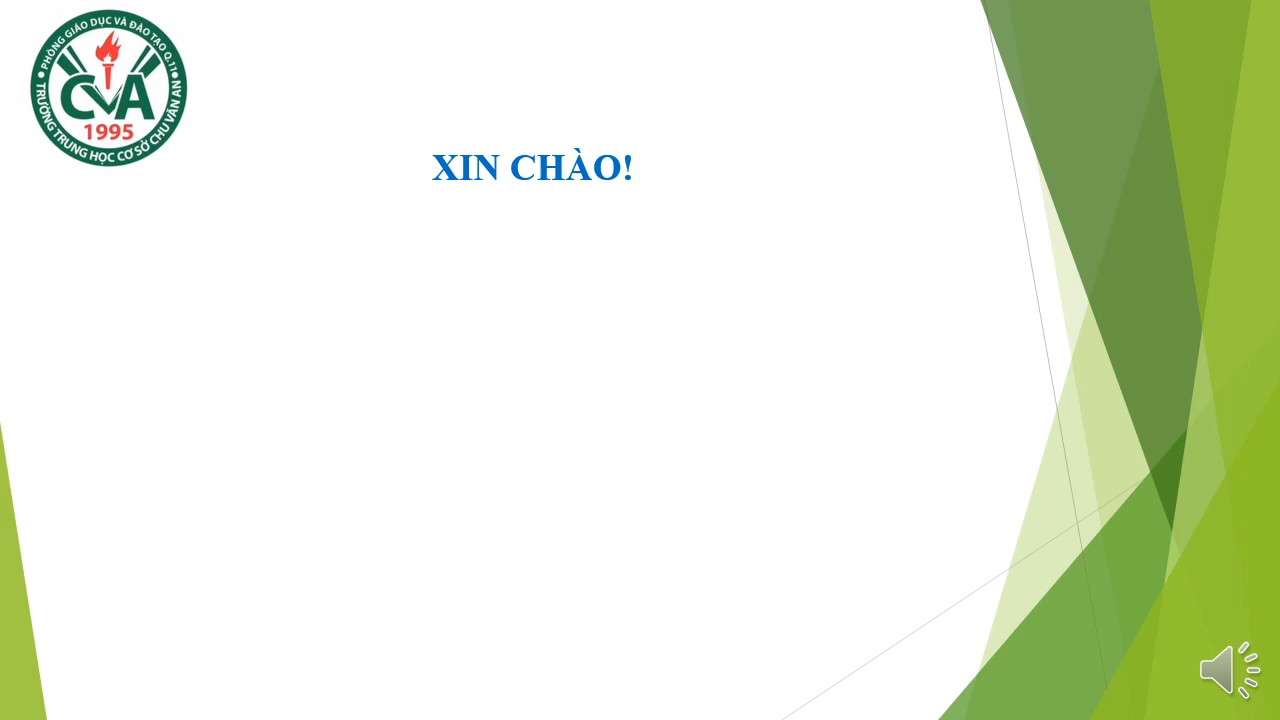 PHÒNG GIÁO DỤC VÀ ĐÀO TẠO Q.11
CVA
1995
TRƯỜNG TRUNG HỌC CƠ SỞ CHU VĂN AN
XIN CHÀO!